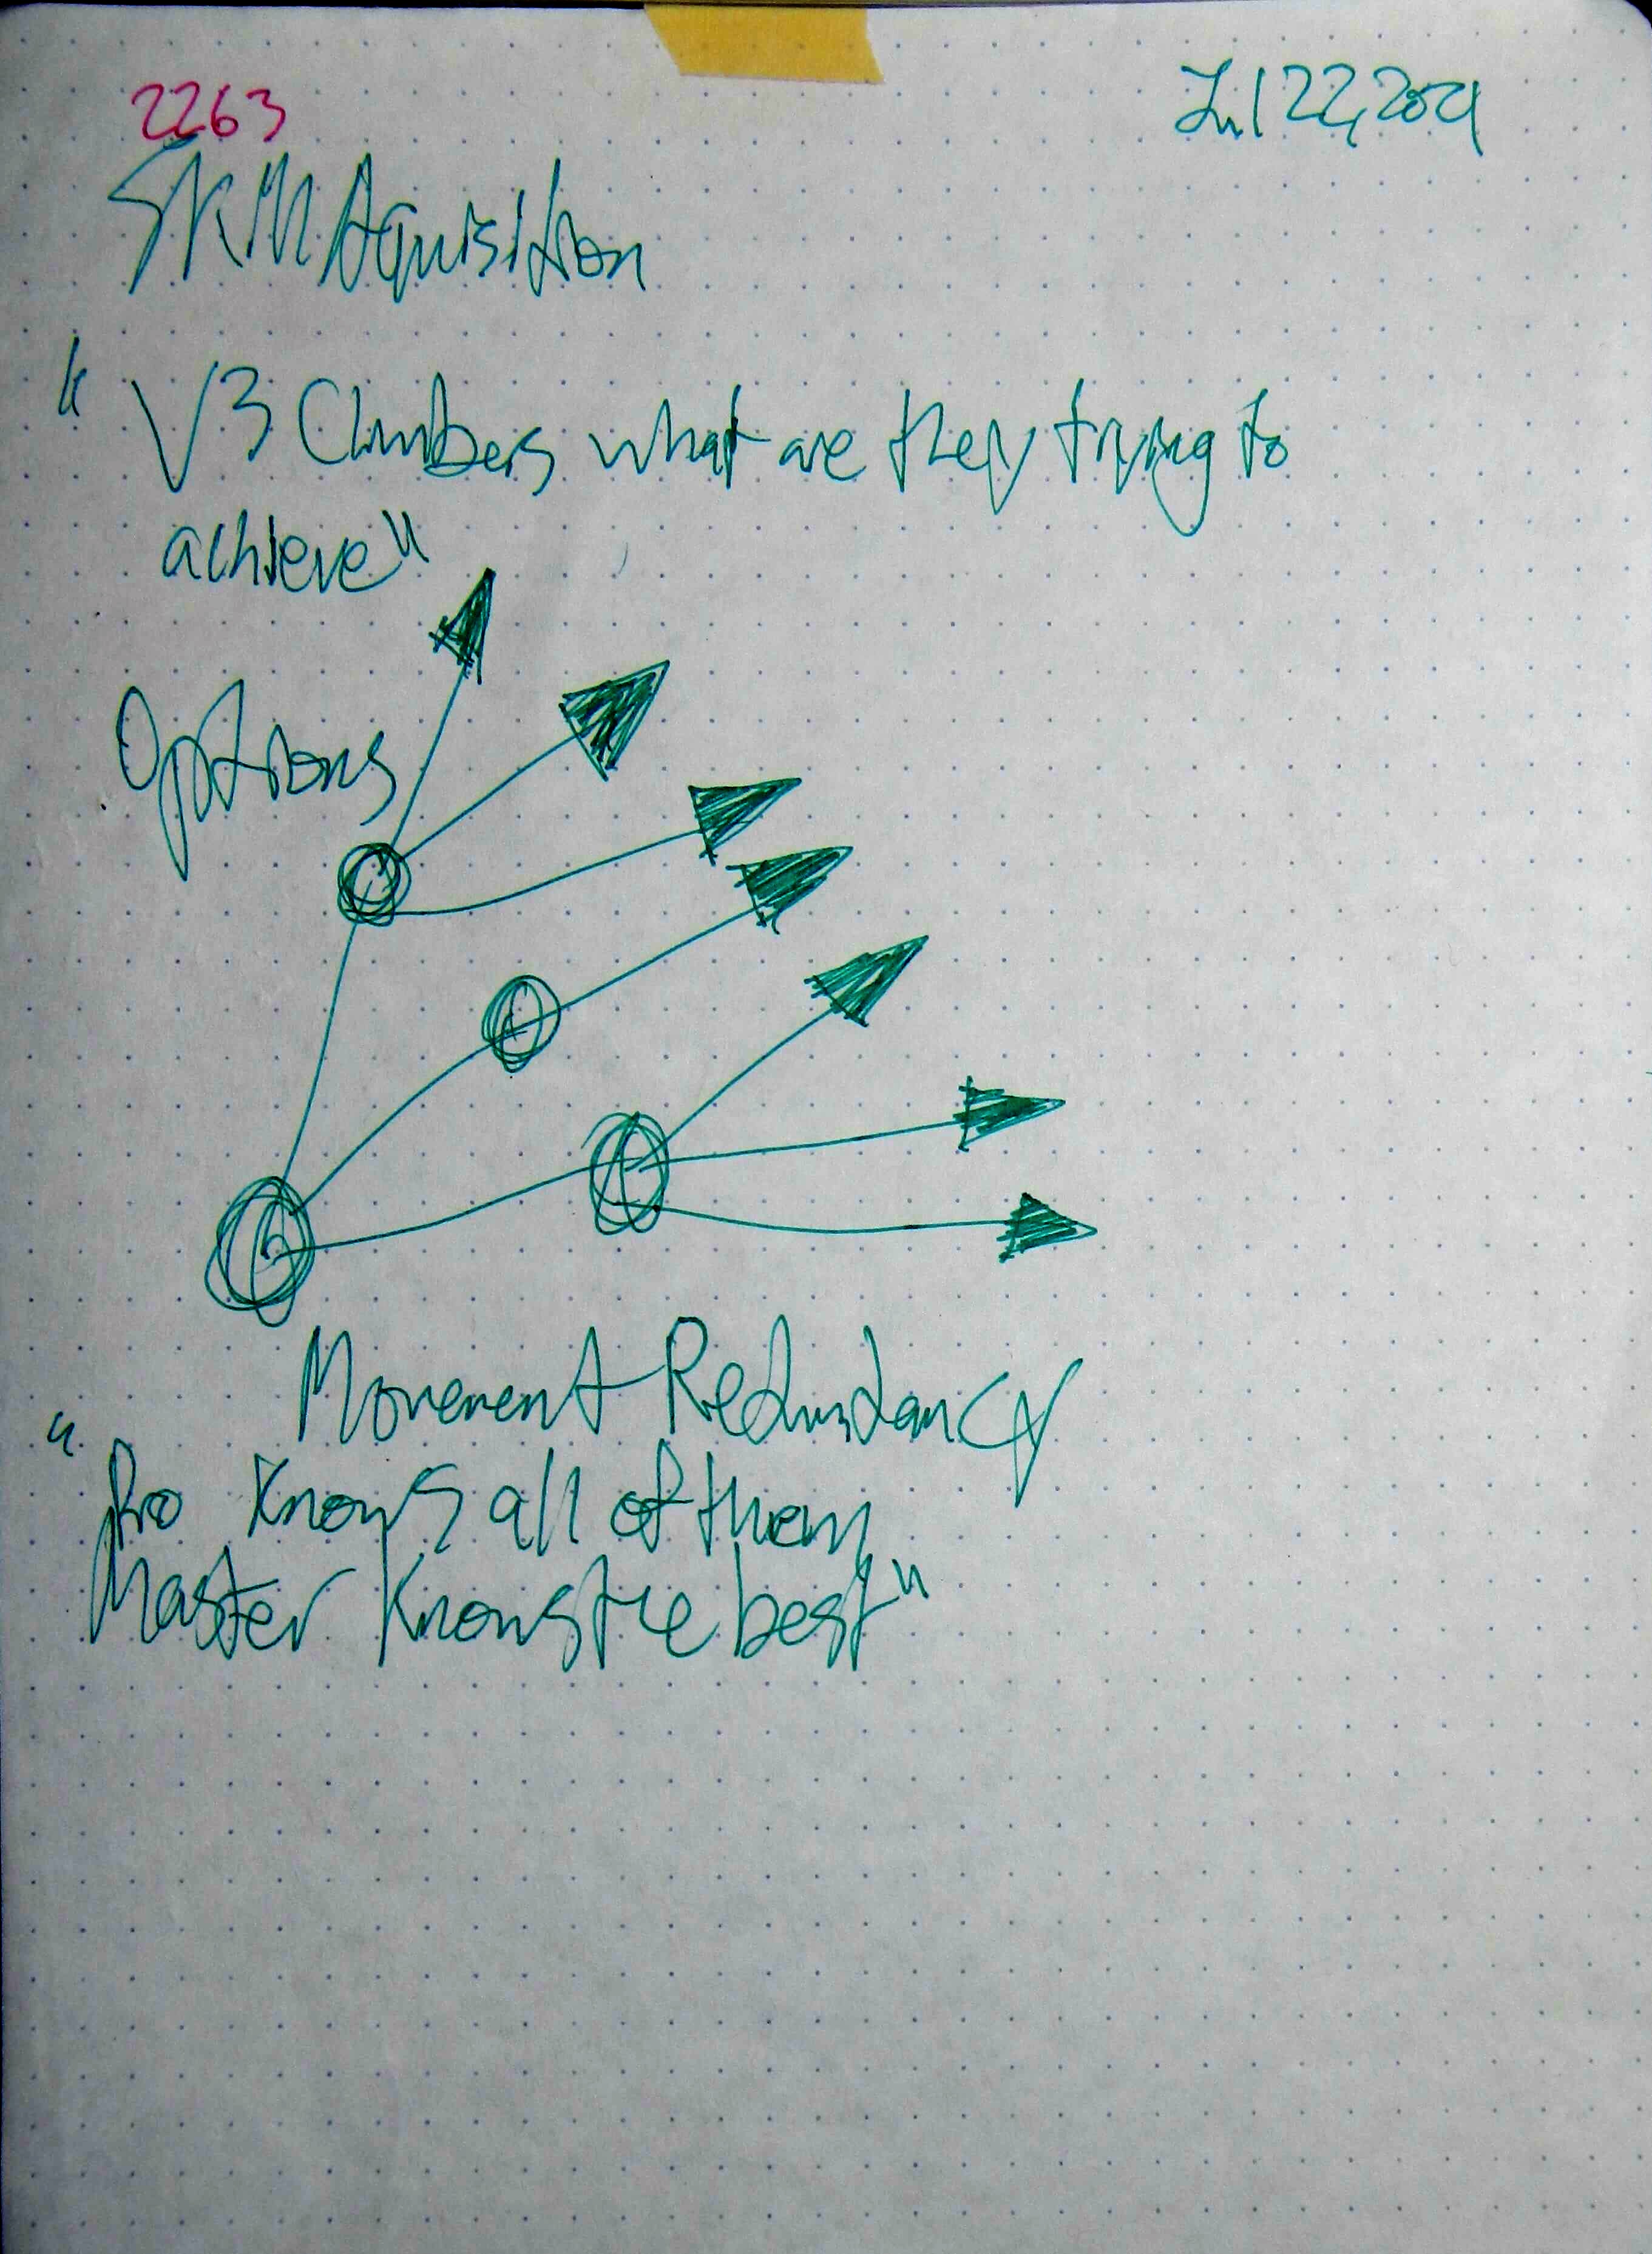 2263
Jul 22, 2021
Skill Aquisition
"V3 Climbers what are they trying to
achieve"
Options
Movement Redundancy
"Pro Knows all of them
Master Knows the best"